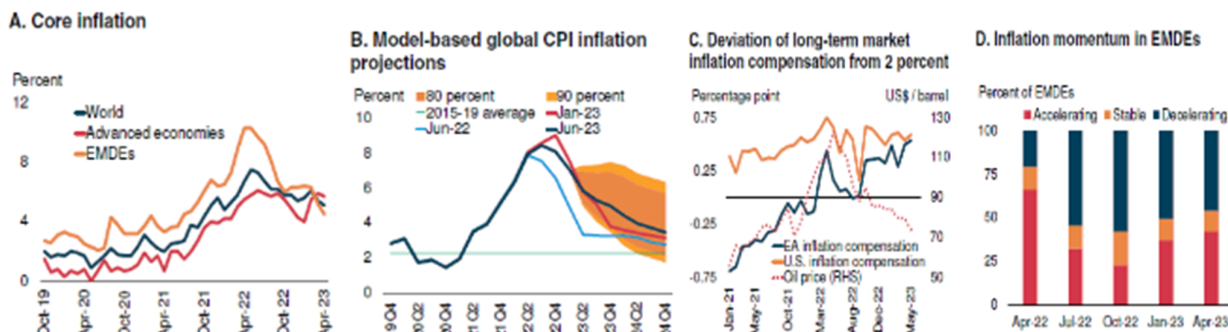 A. Core inflation
Percent
12
8
4
0
World
Advanced economies
EMDEs
Oct-19
Apr-20
Oct-20
Apr-21
Oct-21
Apr-22
Oct-22
Apr-23
B. Model-based global CPI inflation
projections
Percent
80 percent
90 percent
2015-19 average
Jan-23
Jun-22
Jun-23
10
8
6
4
2
0
C. Deviation of long-term market
inflation compensation from 2 percent
Percentage point
US$ / barrel
0.75
0.25
-0.25
-0.75
130
110
90
70
50
EA inflation compensation
U.S. inflation compensation
Oil price (RHS)
Jan-21
May-21
Oct-21
Mar-22
Aug-22
Dec-22
May-23
D. Inflation momentum in EMDEs
Percent of EMDEs
Accelerating
Stable
Decelerating
100
75
50
25
0
Apr-22
Jul-22
Oct-22
Jan-23
Apr-23